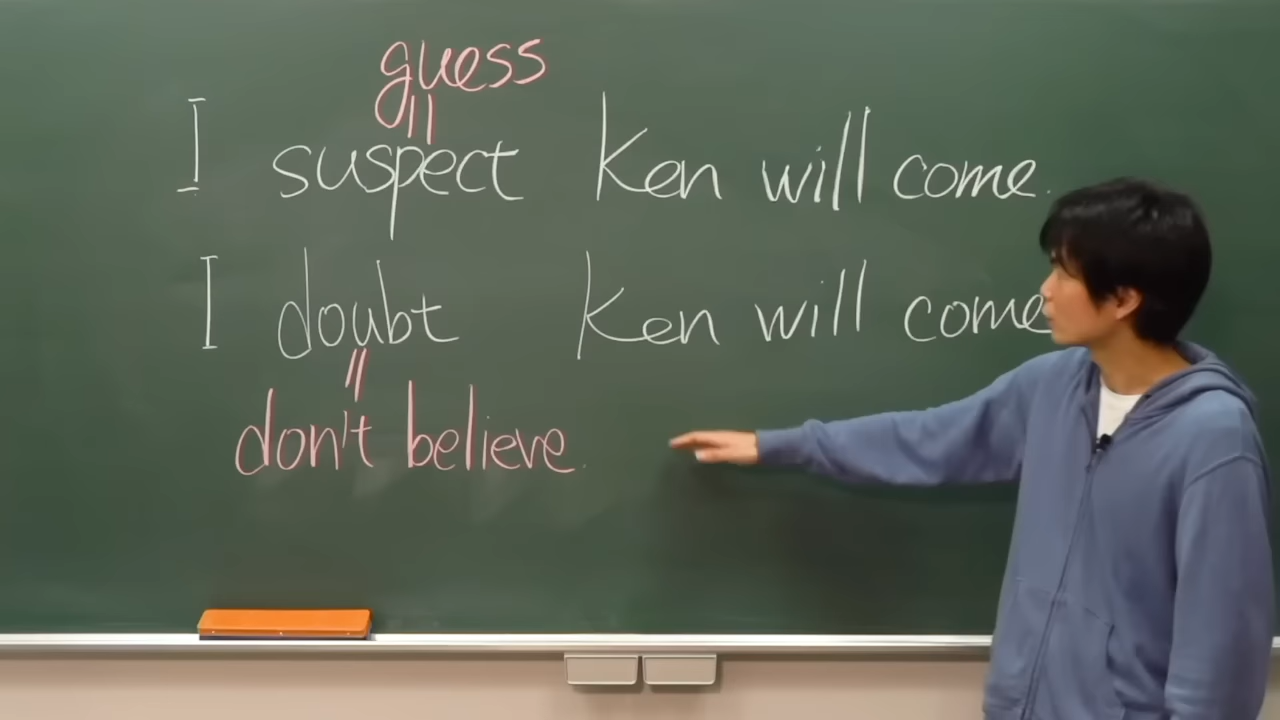 guess
||
I suspect Ken will come.
I doubt Ken will come
||
don't believe.